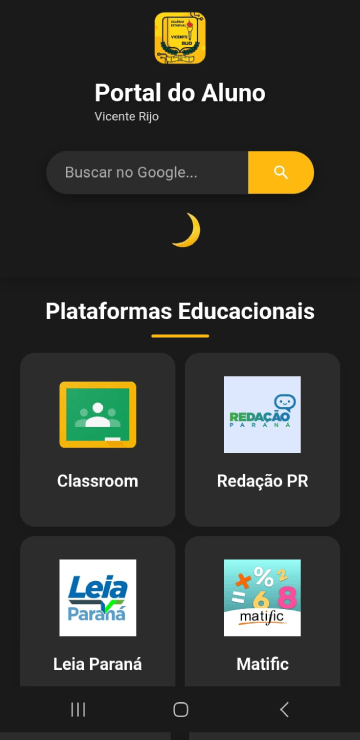 COLÉGIO
ESTADUAL
VICENTE
RIJO
Portal do Aluno
Vicente Rijo
Buscar no Google...
Plataformas Educacionais
REDAÇÃO
PARANÁ
Classroom
Redação PR
Leia
Paraná
× % 2
= 6 8
matific
Leia Paraná
Matific